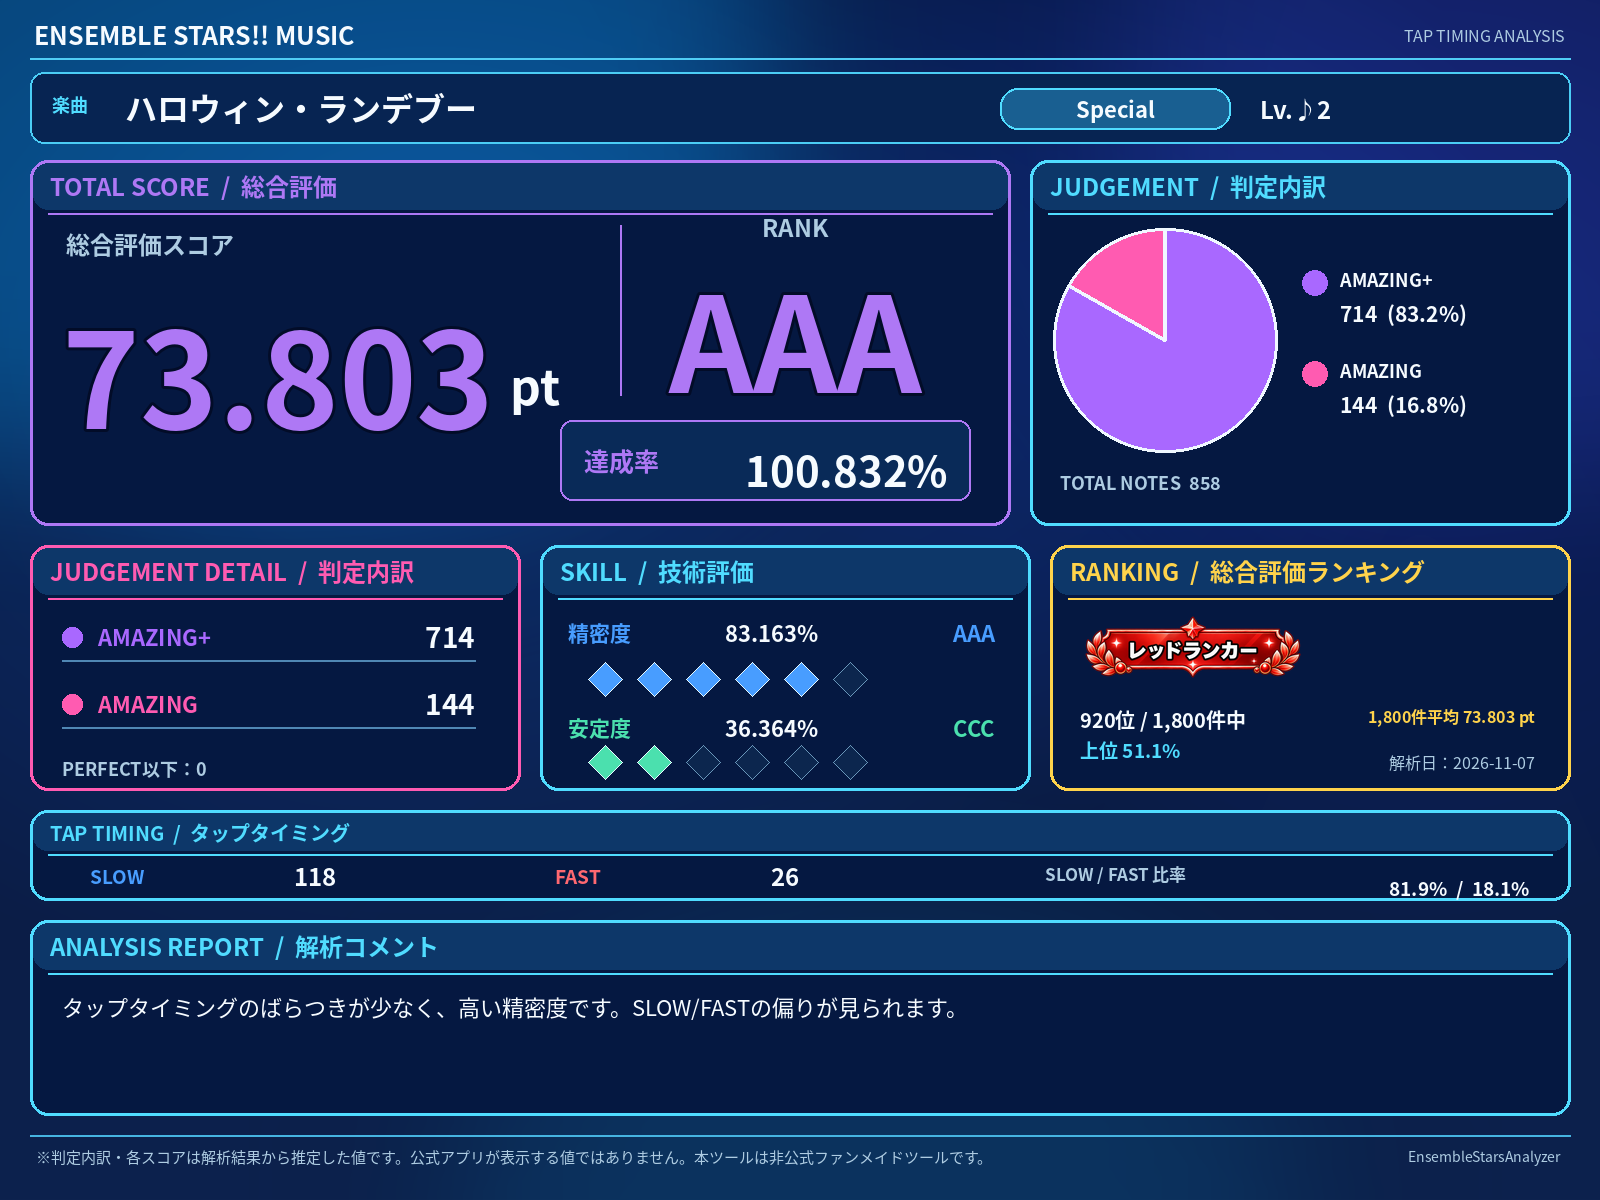 ENSEMBLE STARS!! MUSIC
TAP TIMING ANALYSIS
楽曲 ハロウィン・ランデブー Special Lv.♪2
TOTAL SCORE / 総合評価
総合評価スコア
73.803 pt
RANK
AAA
達成率 100.832%
JUDGEMENT / 判定内訳
AMAZING+
714 (83.2%)
AMAZING
144 (16.8%)
TOTAL NOTES 858
JUDGEMENT DETAIL / 判定内訳
AMAZING+ 714
AMAZING 144
PERFECT以下：0
SKILL / 技術評価
精密度 83.163% AAA
安定度 36.364% CCC
RANKING / 総合評価ランキング
レッドランカー
920位 / 1,800件中
上位 51.1%
1,800件平均 73.803 pt
解析日：2026-11-07
TAP TIMING / タップタイミング
SLOW 118 FAST 26 SLOW / FAST 比率 81.9% / 18.1%
ANALYSIS REPORT / 解析コメント
タップタイミングのばらつきが少なく、高い精密度です。SLOW/FASTの偏りが見られます。
※判定内訳・各スコアは解析結果から推定した値です。公式アプリが表示する値ではありません。本ツールは非公式ファンメイドツールです。
EnsembleStarsAnalyzer